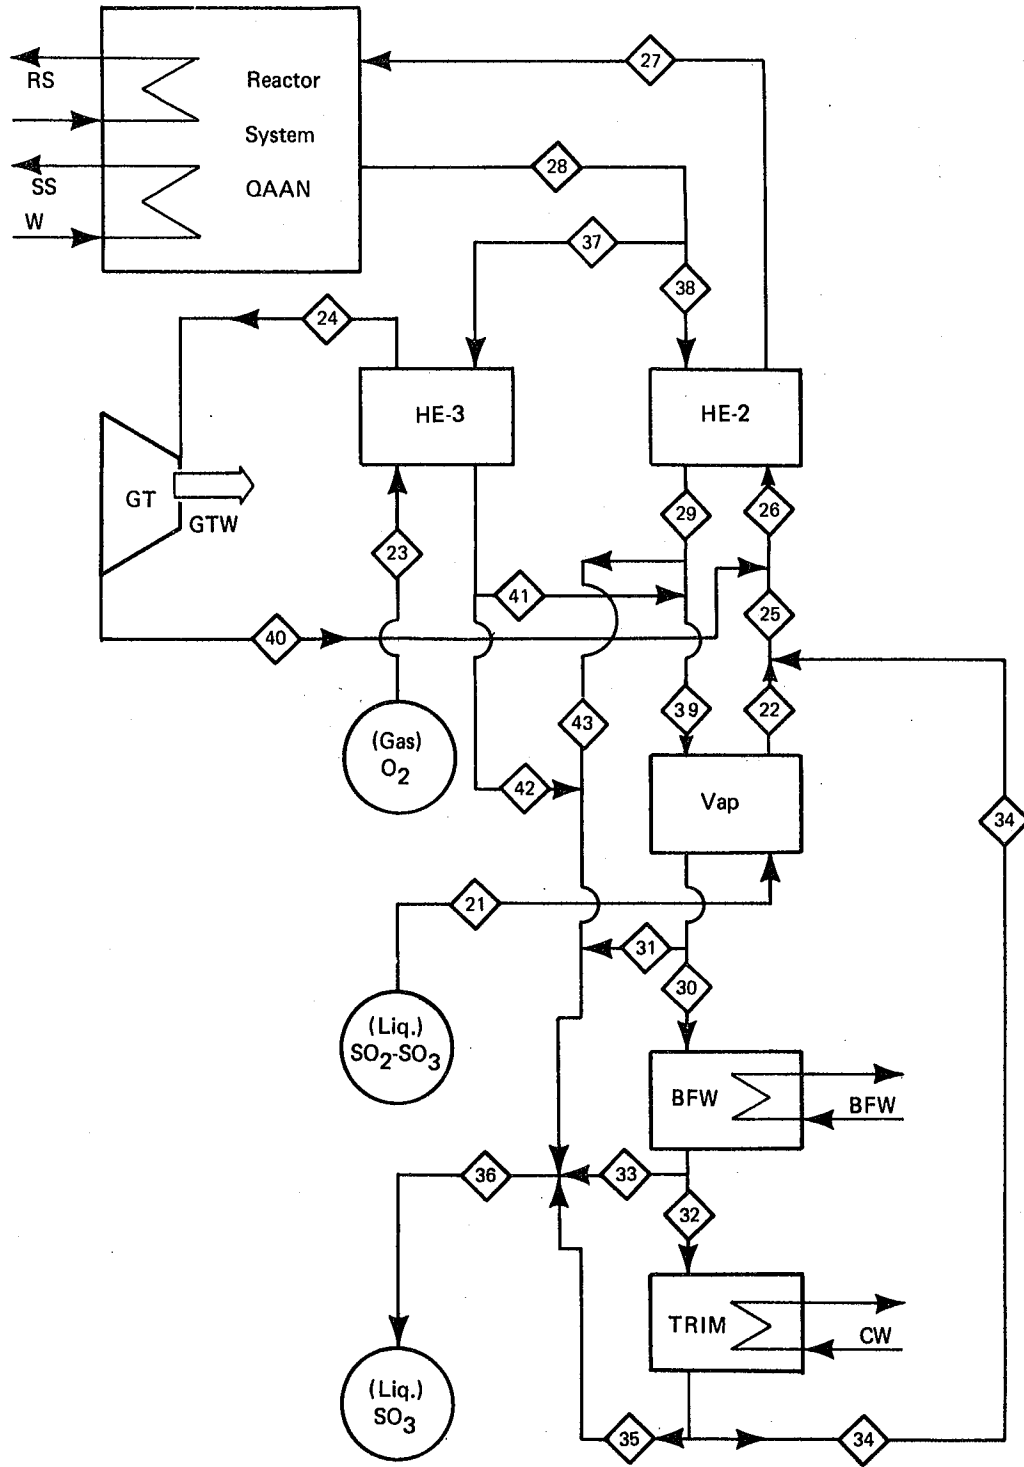 27
RS
Reactor
System
28
SS
QAAN
W
37
38
24
HE-3
HE-2
GT
GTW
29
26
23
41
25
40
39
22
43
(Gas)
O2
42
Vap
34
21
31
30
(Liq.)
SO2-SO3
BFW
BFW
36
33
32
TRIM
CW
(Liq.)
SO3
35
34